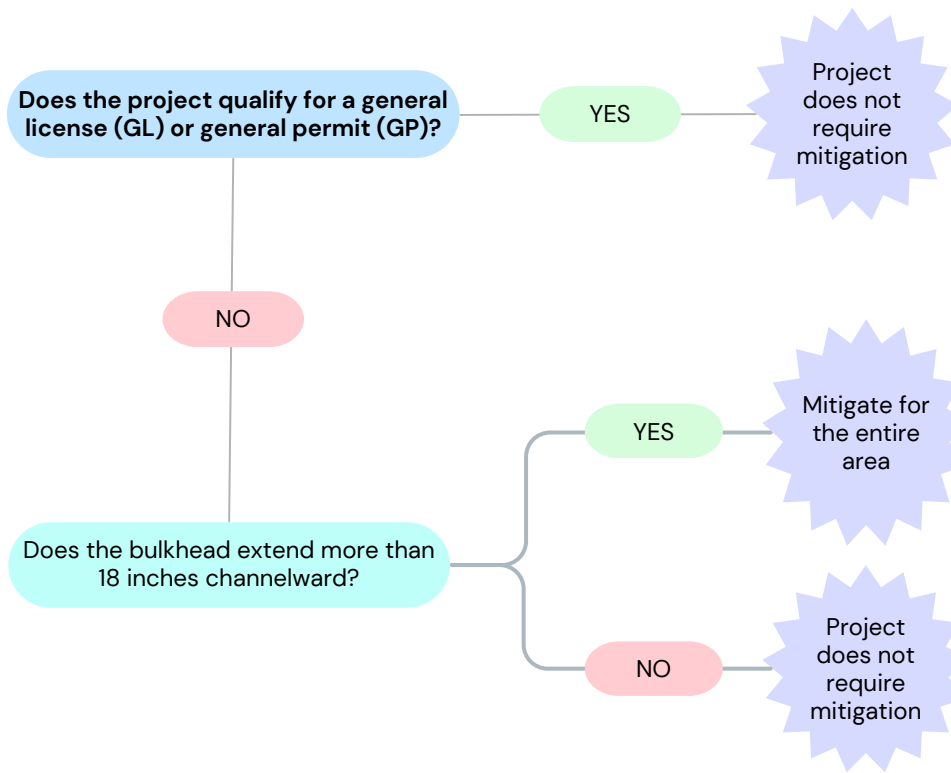 Does the project qualify for a general
license (GL) or general permit (GP)?
YES
Project
does not
require
mitigation
NO
Does the bulkhead extend more than
18 inches channelward?
YES
Mitigate for
the entire
area
NO
Project
does not
require
mitigation